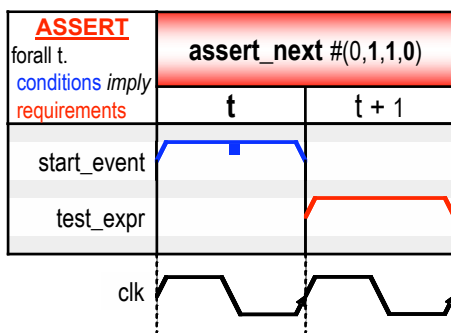 ASSERT
forall t.
conditions imply
requirements
assert_next #(0,1,1,0)
t
t + 1
start_event
test_expr
clk